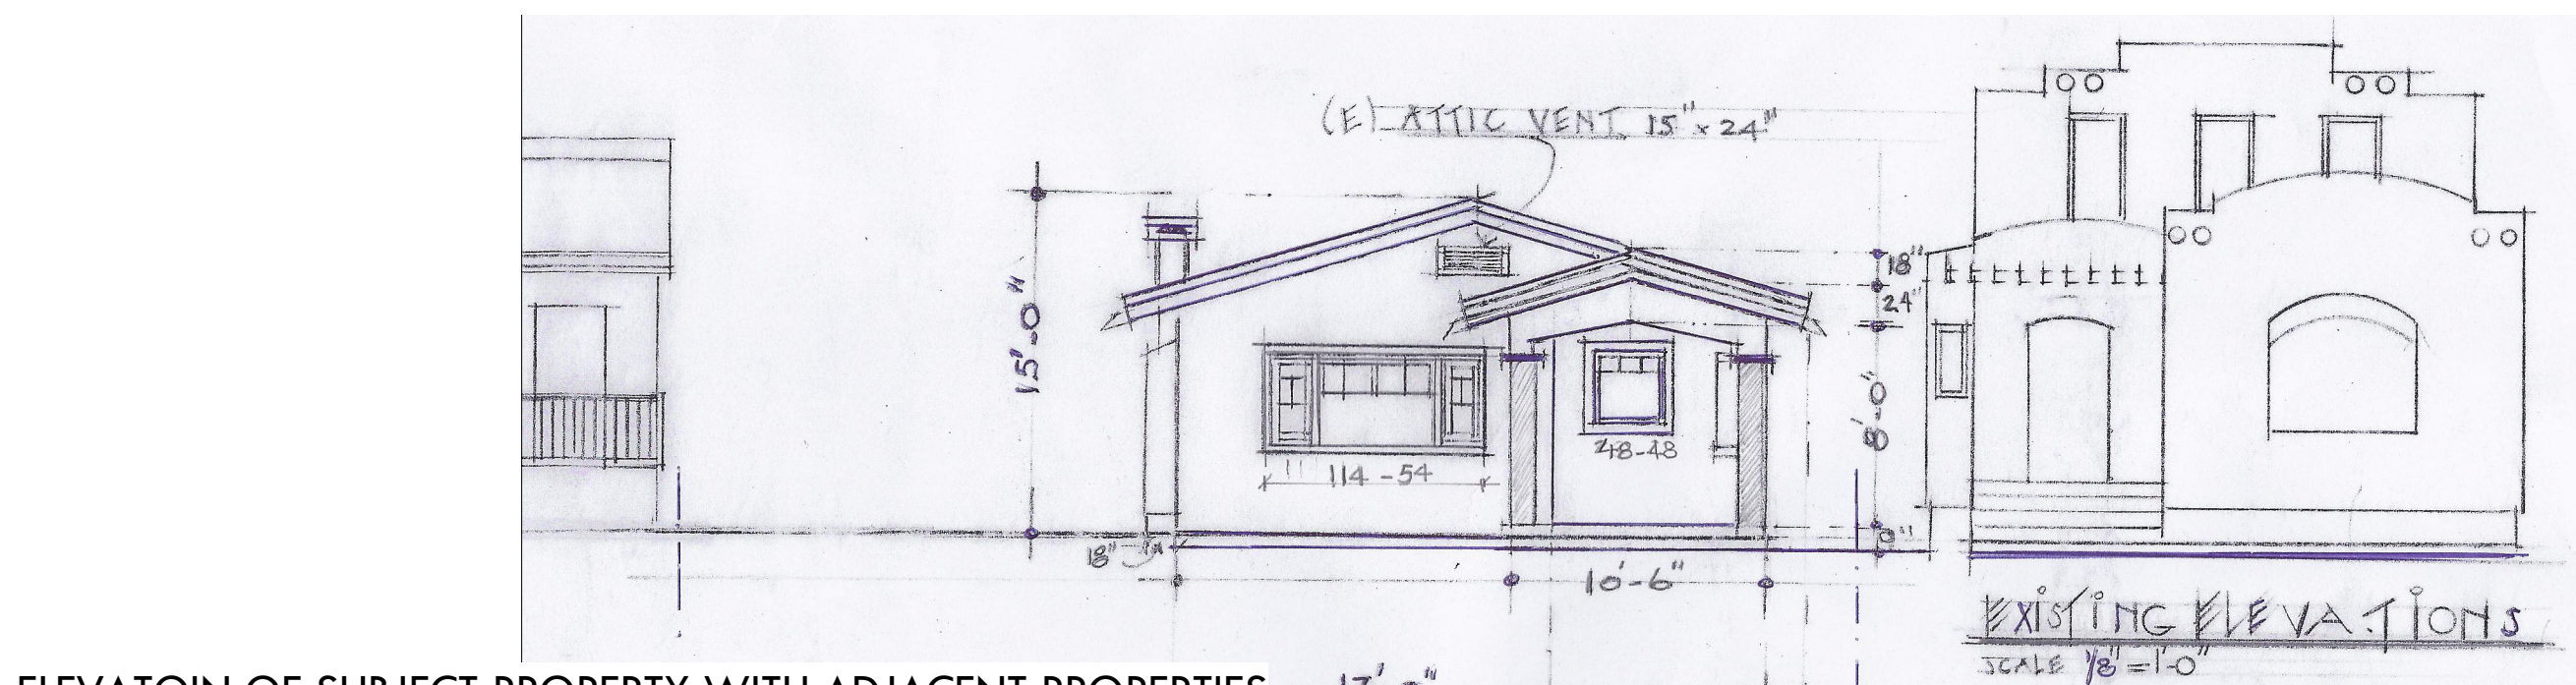 (E) ATTIC VENT 15" x 24"
15'-0"
18"
24"
8'-0"
114 - 54
48-48
18"
10'-6"
EXISTING ELEVATIONS
SCALE 1/8" = 1'-0"
ELEVATOIN OF SUBJECT PROPERTY WITH ADJACENT PROPERTIES